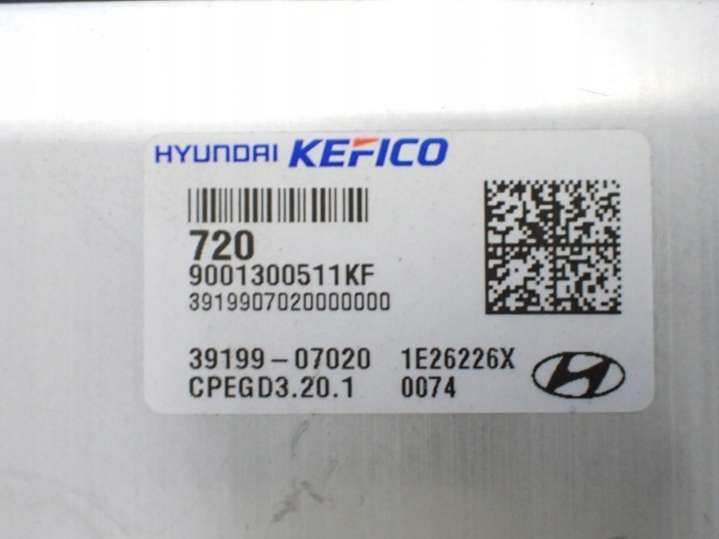 HYUNDAI KEFICO
720
9001300511KF
3919907020000000
39199-07020 1E26226X
CPEGD3.20.1 0074